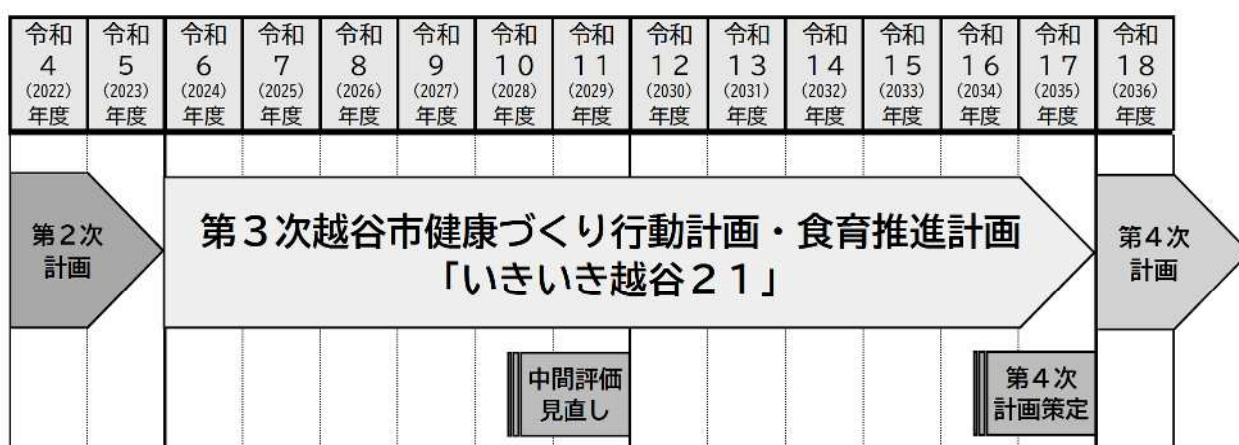 令和
4
(2022)
年度
令和
5
(2023)
年度
令和
6
(2024)
年度
令和
7
(2025)
年度
令和
8
(2026)
年度
令和
9
(2027)
年度
令和
10
(2028)
年度
令和
11
(2029)
年度
令和
12
(2030)
年度
令和
13
(2031)
年度
令和
14
(2032)
年度
令和
15
(2033)
年度
令和
16
(2034)
年度
令和
17
(2035)
年度
令和
18
(2036)
年度
第2次
計画
第3次越谷市健康づくり行動計画・食育推進計画
「いきいき越谷21」
第4次
計画
中間評価
見直し
第4次
計画策定